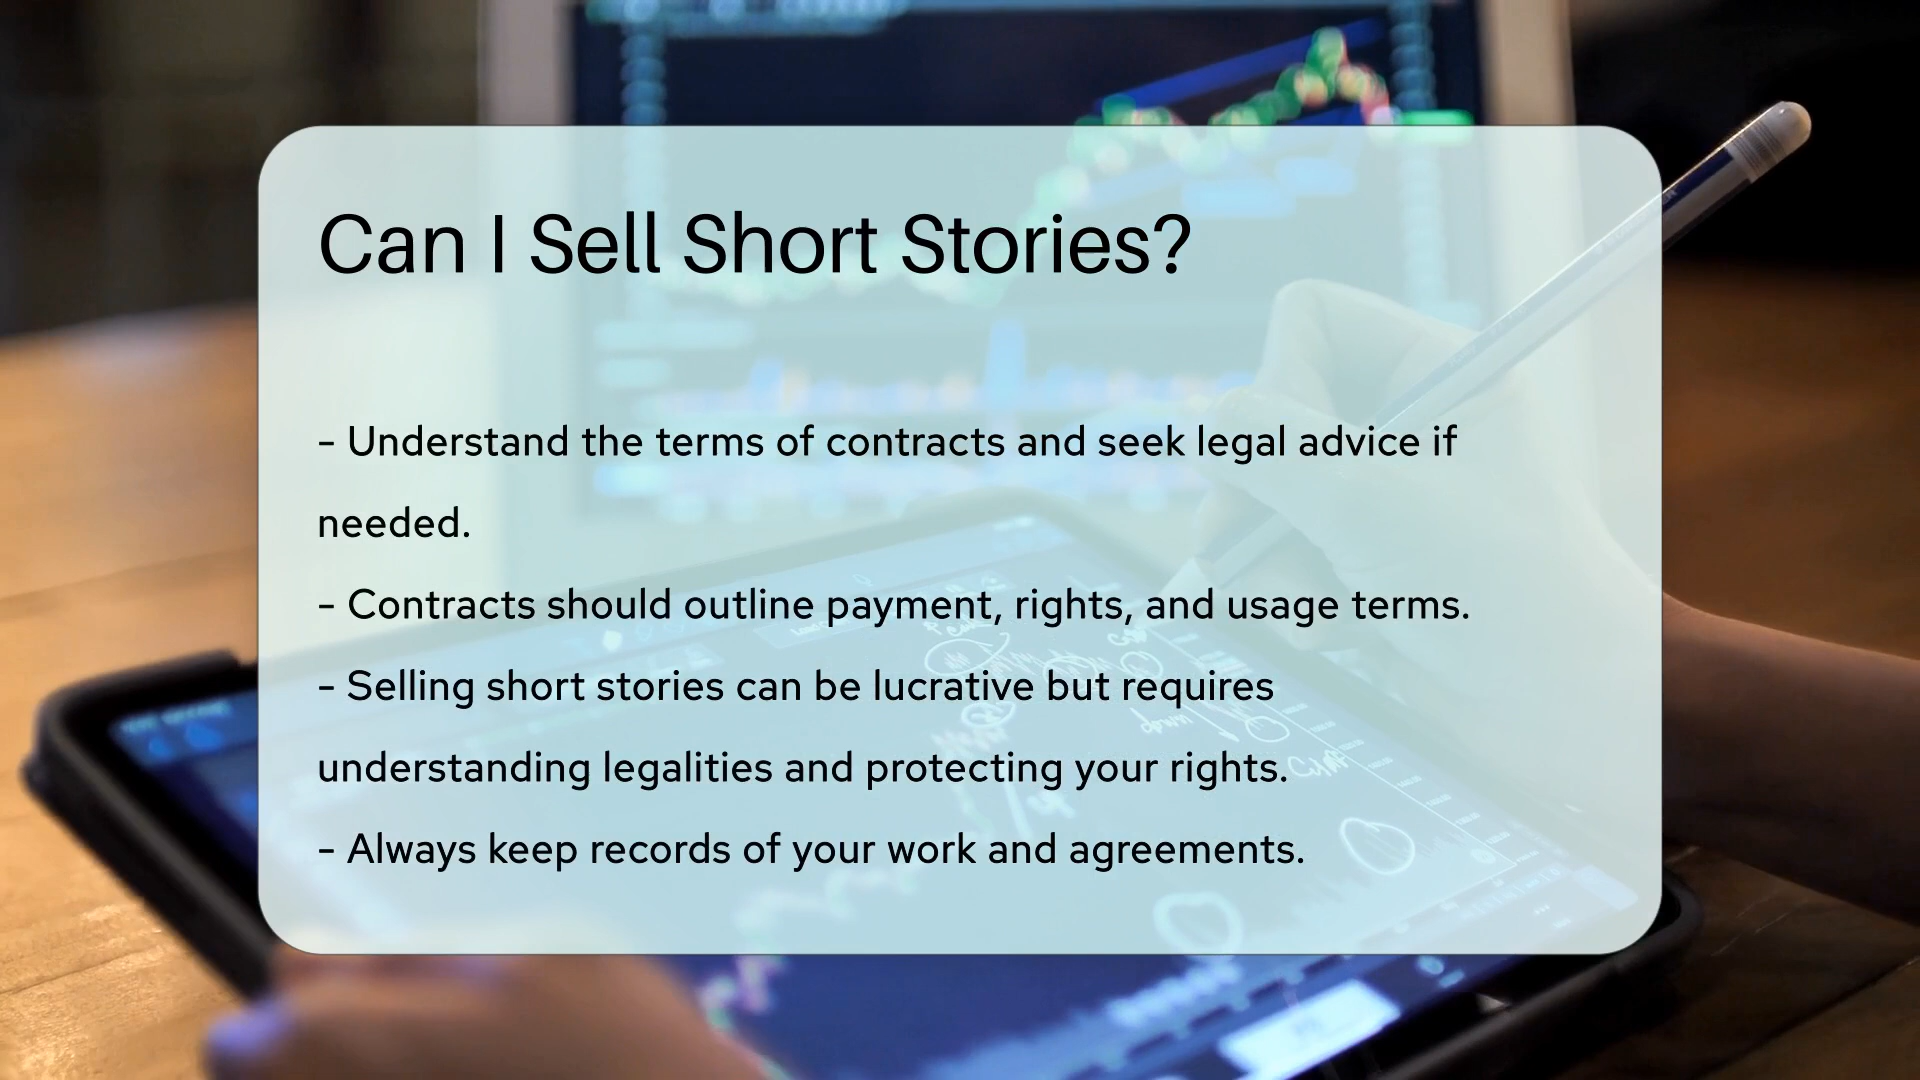 Can I Sell Short Stories?
- Understand the terms of contracts and seek legal advice if
needed.
- Contracts should outline payment, rights, and usage terms.
- Selling short stories can be lucrative but requires
understanding legalities and protecting your rights.
- Always keep records of your work and agreements.